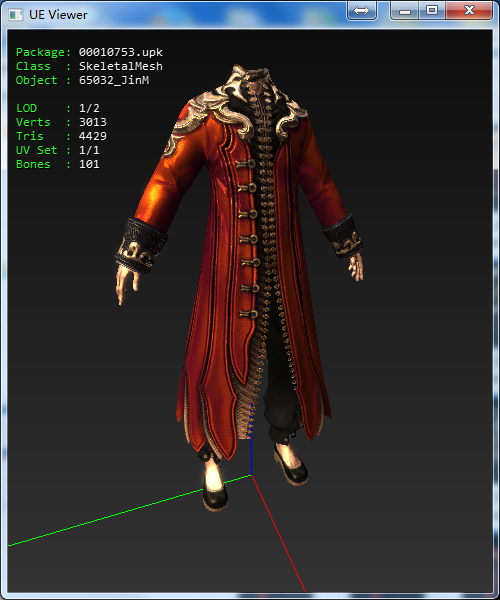 UE Viewer
Package: 00010753.upk
Class  : SkeletalMesh
Object : 65032_JinM
LOD    : 1/2
Verts  : 3013
Tris   : 4429
UV Set : 1/1
Bones  : 101